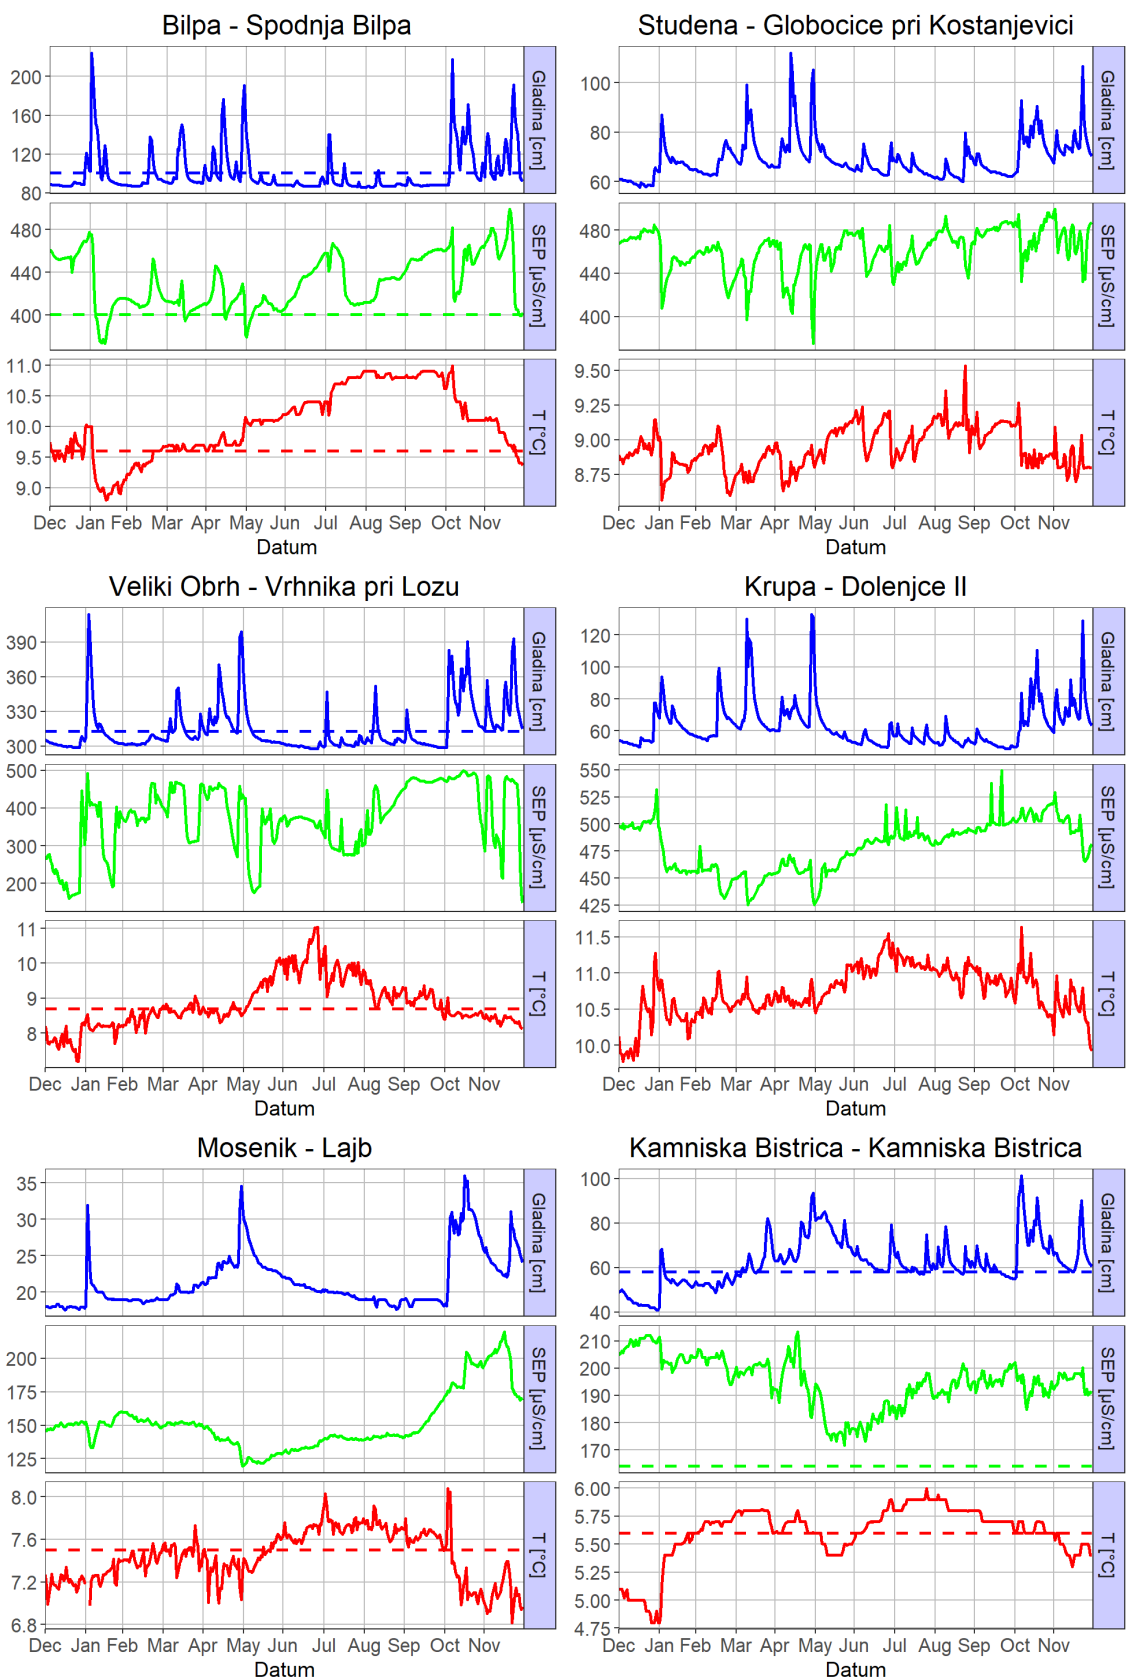 Bilpa - Spodnja Bilpa
200
160
120
80
Gladina [cm]
480
440
400
SEP [µS/cm]
11.0
10.5
10.0
9.5
9.0
T [°C]
Dec Jan Feb Mar Apr May Jun Jul Aug Sep Oct Nov
Datum
Studena - Globocice pri Kostanjevici
100
80
60
Gladina [cm]
480
440
400
SEP [µS/cm]
9.50
9.25
9.00
8.75
T [°C]
Dec Jan Feb Mar Apr May Jun Jul Aug Sep Oct Nov
Datum
Veliki Obrh - Vrhnika pri Lozu
390
360
330
300
Gladina [cm]
500
400
300
200
SEP [µS/cm]
11
10
9
8
T [°C]
Dec Jan Feb Mar Apr May Jun Jul Aug Sep Oct Nov
Datum
Krupa - Dolenjce II
120
100
80
60
Gladina [cm]
550
525
500
475
450
425
SEP [µS/cm]
11.5
11.0
10.5
10.0
T [°C]
Dec Jan Feb Mar Apr May Jun Jul Aug Sep Oct Nov
Datum
Mosenik - Lajb
35
30
25
20
Gladina [cm]
200
175
150
125
SEP [µS/cm]
8.0
7.6
7.2
6.8
T [°C]
Dec Jan Feb Mar Apr May Jun Jul Aug Sep Oct Nov
Datum
Kamniska Bistrica - Kamniska Bistrica
100
80
60
40
Gladina [cm]
210
200
190
180
170
SEP [µS/cm]
6.00
5.75
5.50
5.25
5.00
4.75
T [°C]
Dec Jan Feb Mar Apr May Jun Jul Aug Sep Oct Nov
Datum